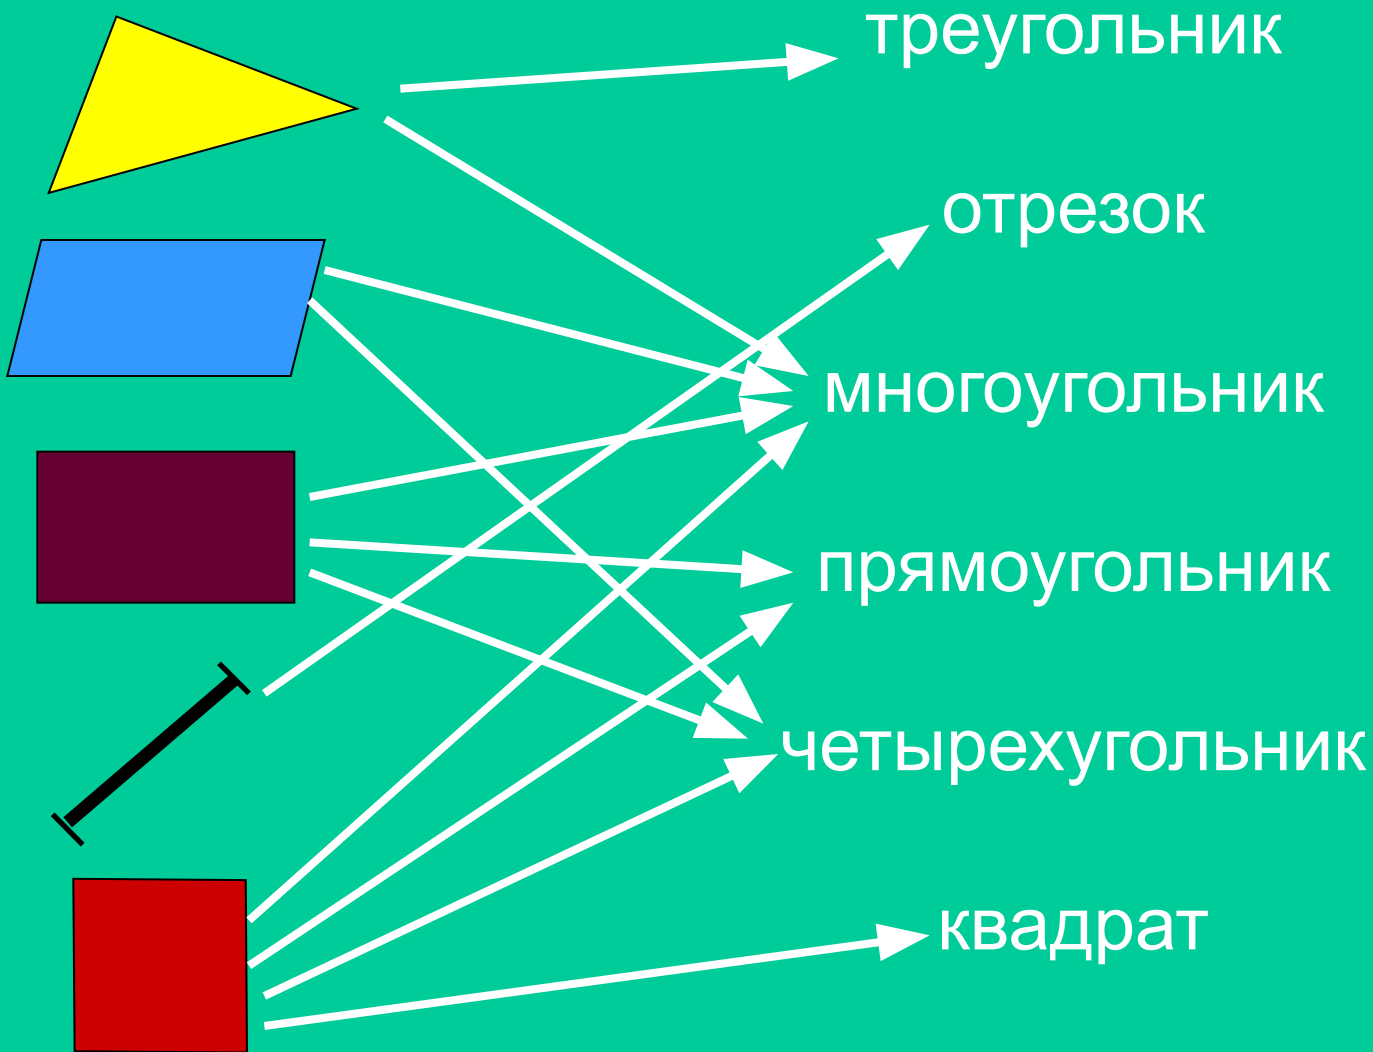 треугольник
отрезок
многоугольник
прямоугольник
четырехугольник
квадрат